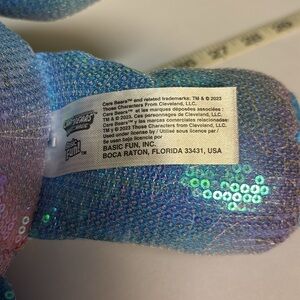 Care Bears™ and related trademarks: TM & © 2023
Those Characters From Cleveland, LLC.
Care Bears™ et les marques déposées associées :
TM & © 2023. Ces personnages de Cleveland, LLC.
Care Bears™ y las marcas comerciales relacionadas:
TM y © 2023 Those Characters From Cleveland, LLC.
Used under license by / Utilisé sous licence par /
Se usan bajo licencia por
BASIC FUN, INC.
BOCA RATON, FLORIDA 33431, USA
basic
fun!